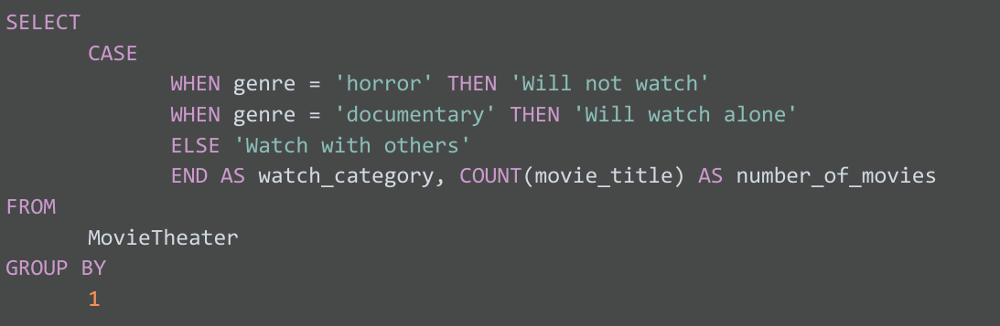 SELECT
CASE
WHEN genre = 'horror' THEN 'Will not watch'
WHEN genre = 'documentary' THEN 'Will watch alone'
ELSE 'Watch with others'
END AS watch_category, COUNT(movie_title) AS number_of_movies
FROM
MovieTheater
GROUP BY
1